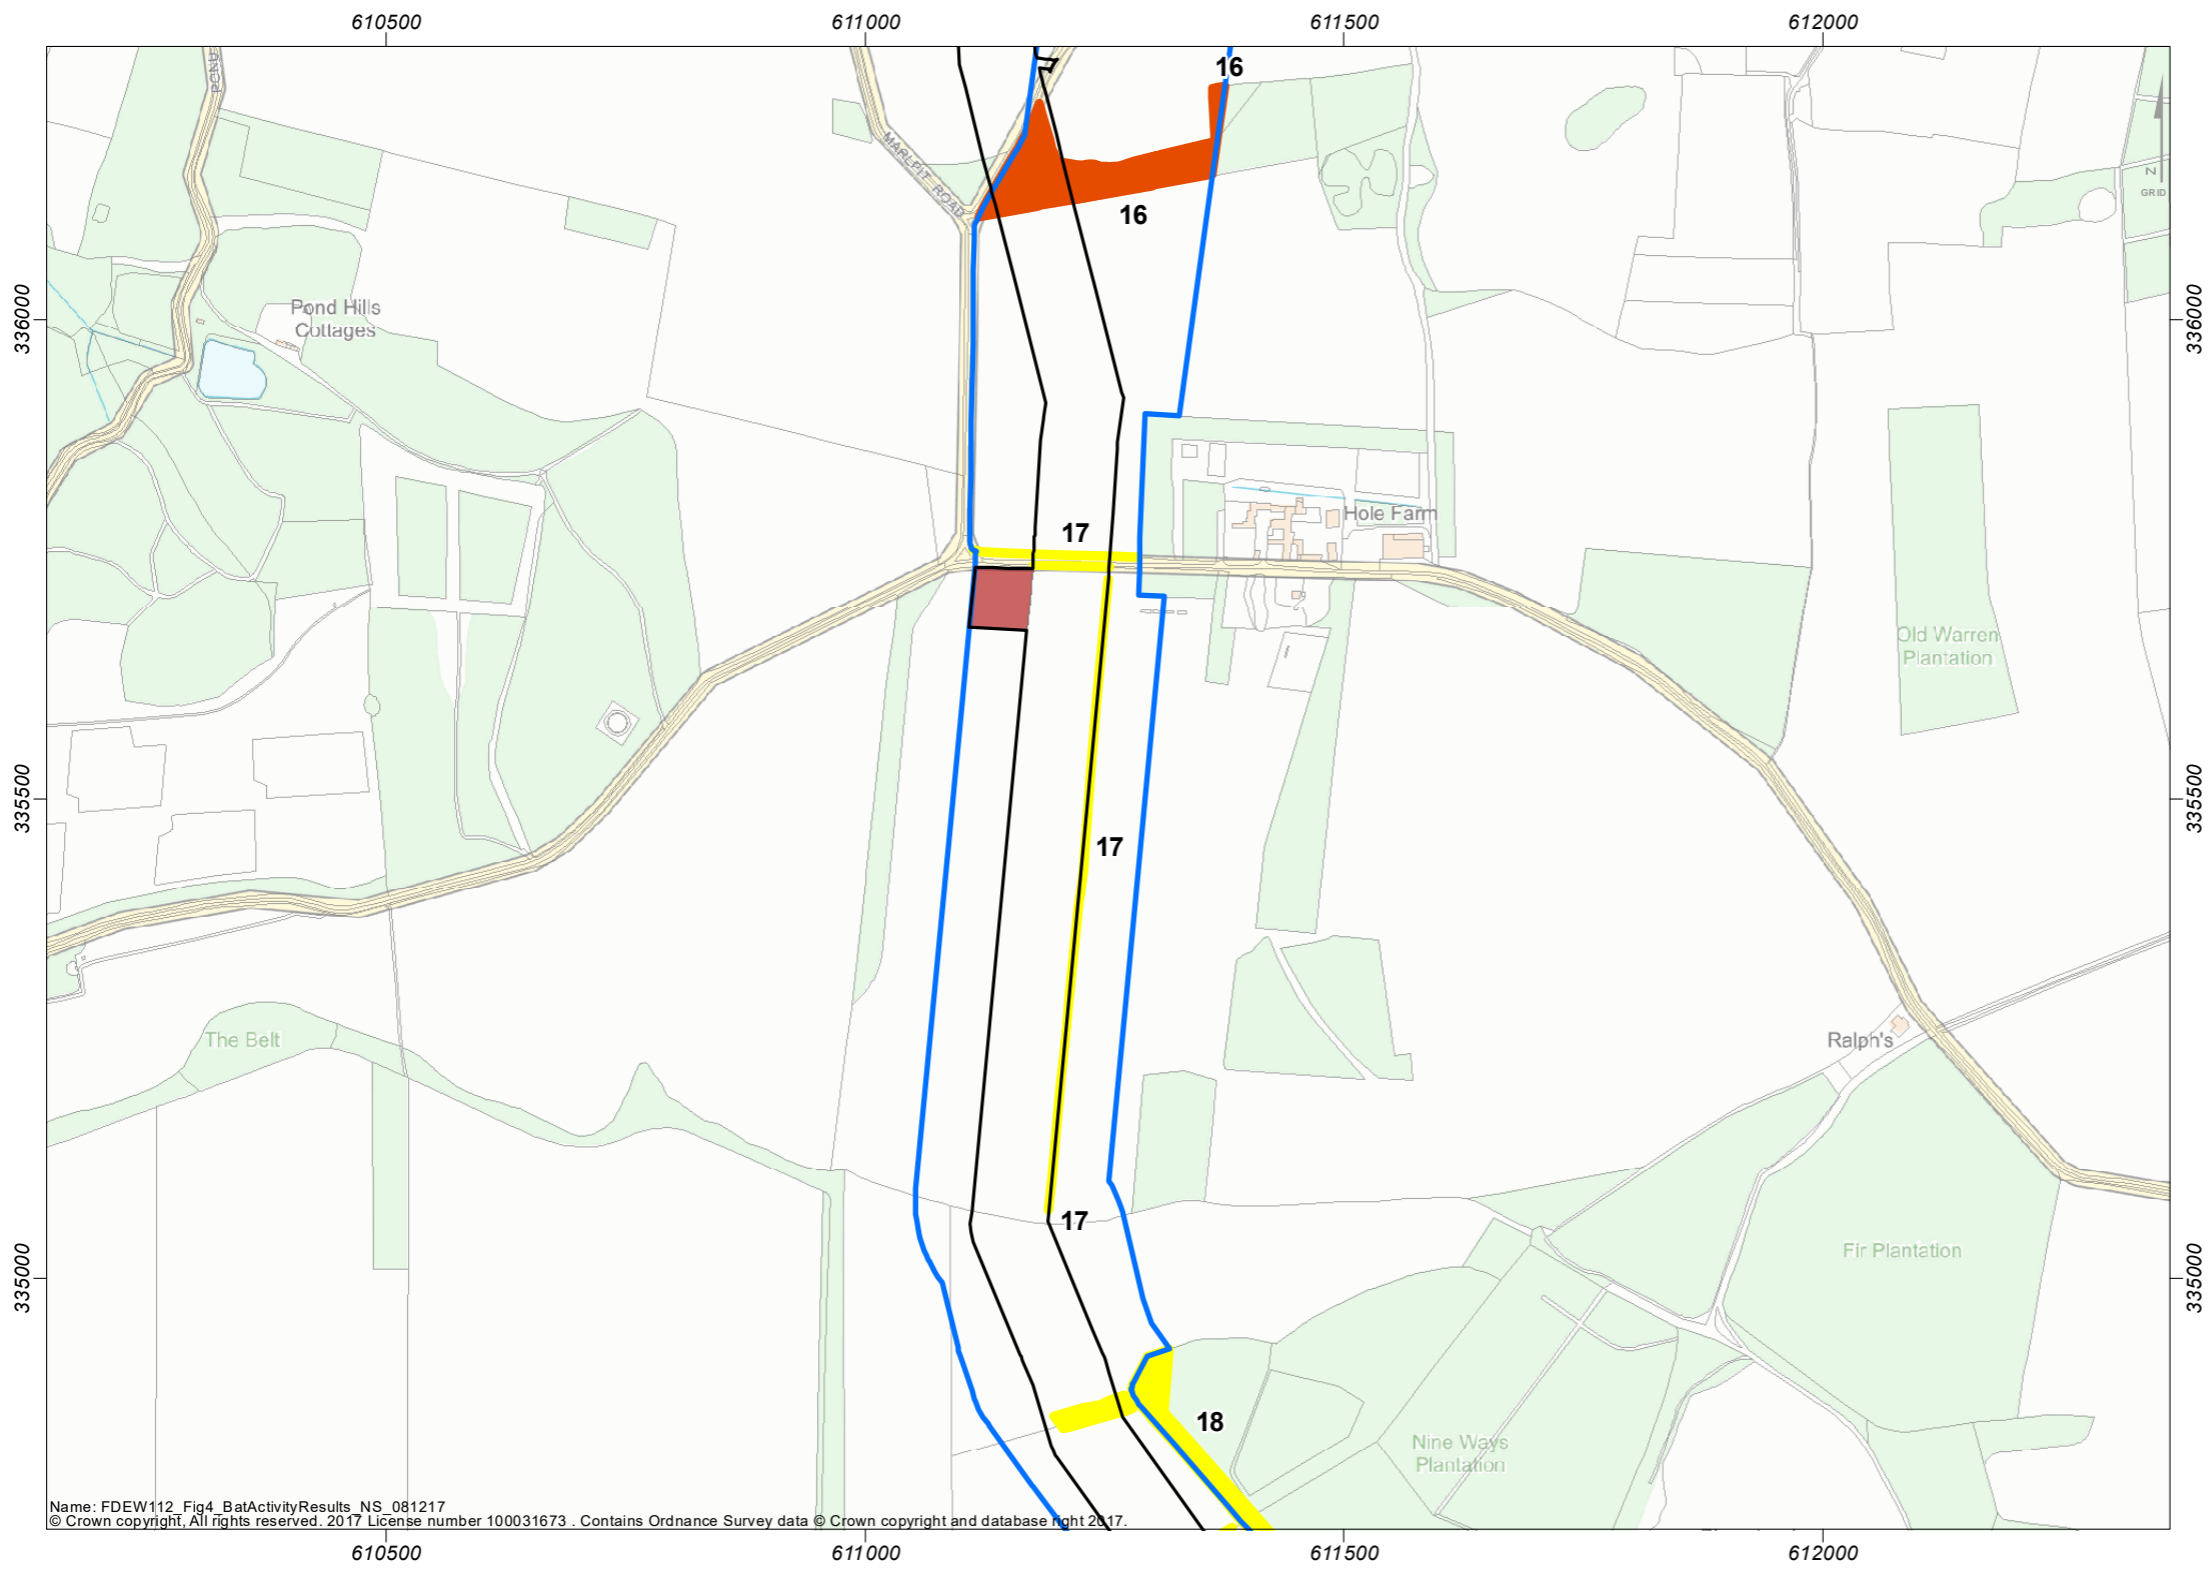 610500
611000
611500
612000
16
MARLPIT ROAD
16
N
GRID
336000
Pond Hills
Cottages
336000
17
Hole Farm
Old Warren
Plantation
335500
335500
17
The Belt
Ralph's
17
Fir Plantation
335000
335000
18
Nine Ways
Plantation
Name: FDEW112_Fig4_BatActivityResults_NS_081217
© Crown copyright, All rights reserved. 2017 License number 100031673 . Contains Ordnance Survey data © Crown copyright and database right 2017.
610500
611000
611500
612000